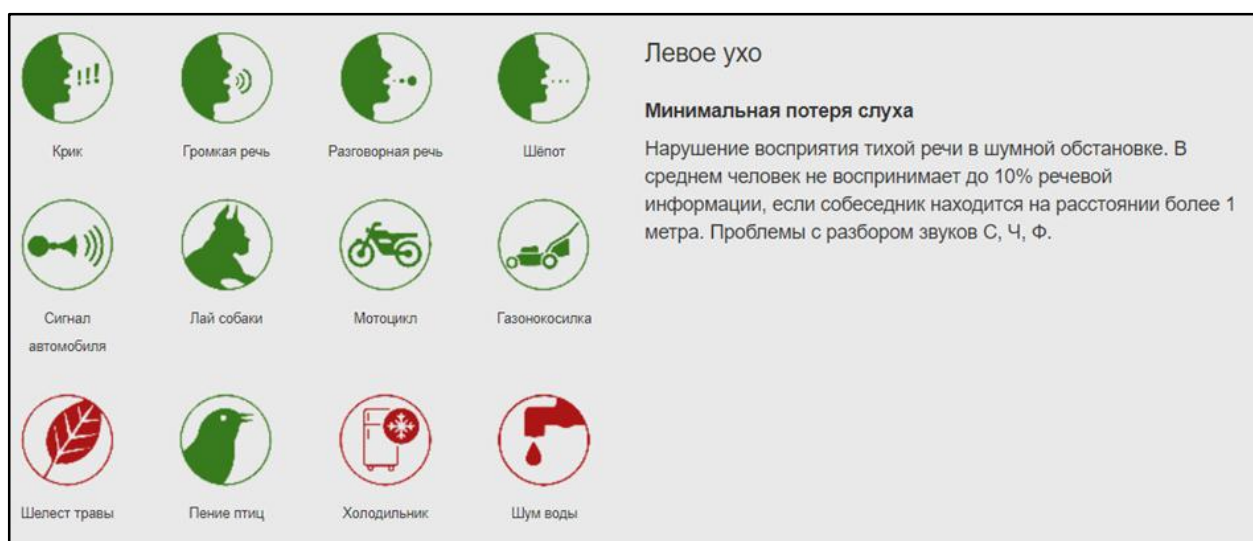 Крик
Громкая речь
Разговорная речь
Шёпот
Сигнал
автомобиля
Лай собаки
Мотоцикл
Газонокосилка
Шелест травы
Пение птиц
Холодильник
Шум воды
Левое ухо
Минимальная потеря слуха
Нарушение восприятия тихой речи в шумной обстановке. В
среднем человек не воспринимает до 10% речевой
информации, если собеседник находится на расстоянии более 1
метра. Проблемы с разбором звуков С, Ч, Ф.